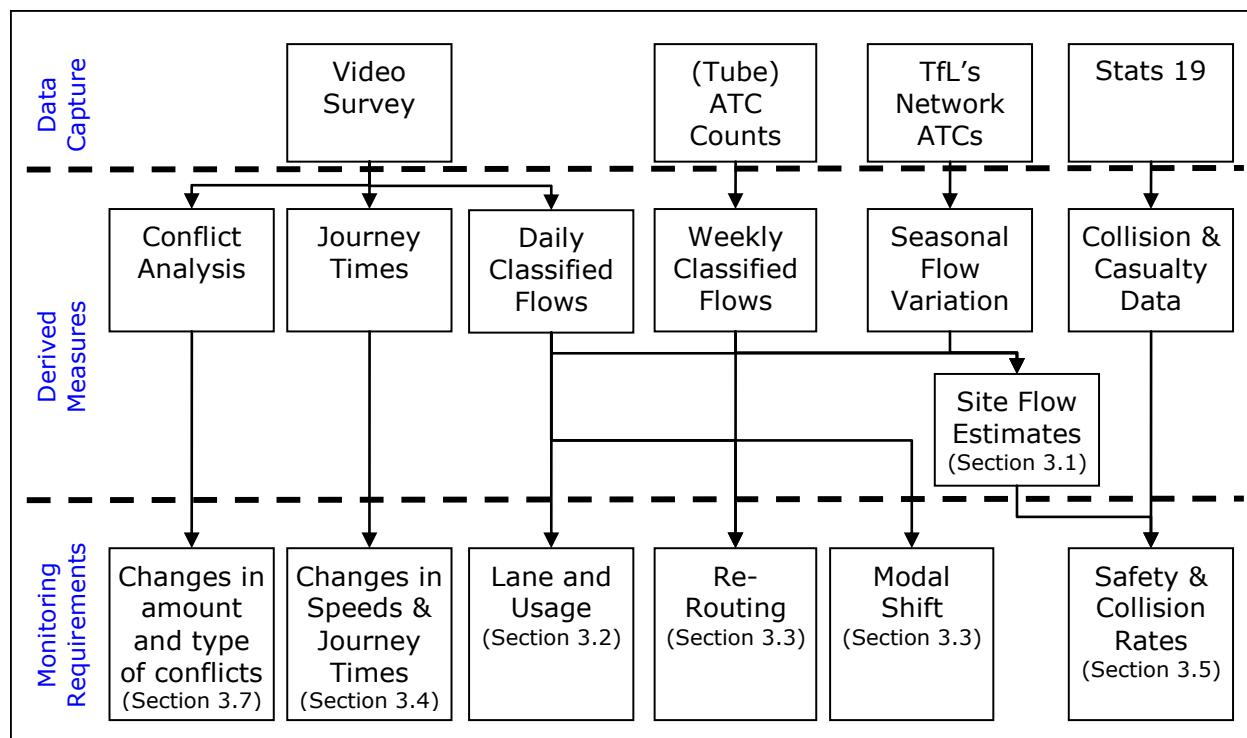 Data
Capture
Video
Survey
(Tube)
ATC
Counts
TfL's
Network
ATCs
Stats 19
Derived
Measures
Conflict
Analysis
Journey
Times
Daily
Classified
Flows
Weekly
Classified
Flows
Seasonal
Flow
Variation
Collision &
Casualty
Data
Site Flow
Estimates
(Section 3.1)
Monitoring
Requirements
Changes in
amount
and type
of conflicts
(Section 3.7)
Changes in
Speeds &
Journey
Times
(Section 3.4)
Lane and
Usage
(Section 3.2)
Re-
Routing
(Section 3.3)
Modal
Shift
(Section 3.3)
Safety &
Collision
Rates
(Section 3.5)